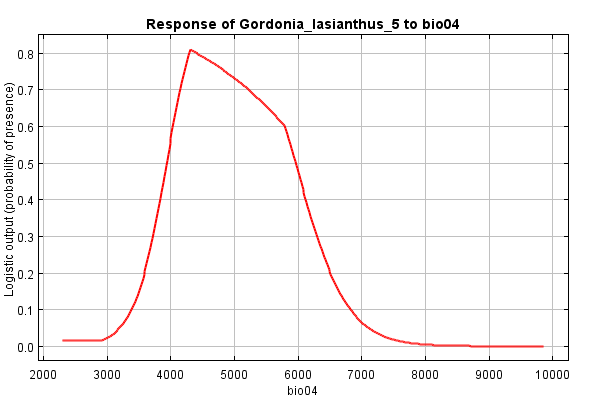 Response of Gordonia_lasianthus_5 to bio04
Logistic output (probability of presence)
0.8
0.7
0.6
0.5
0.4
0.3
0.2
0.1
0.0
2000 3000 4000 5000 6000 7000 8000 9000 10000
bio04